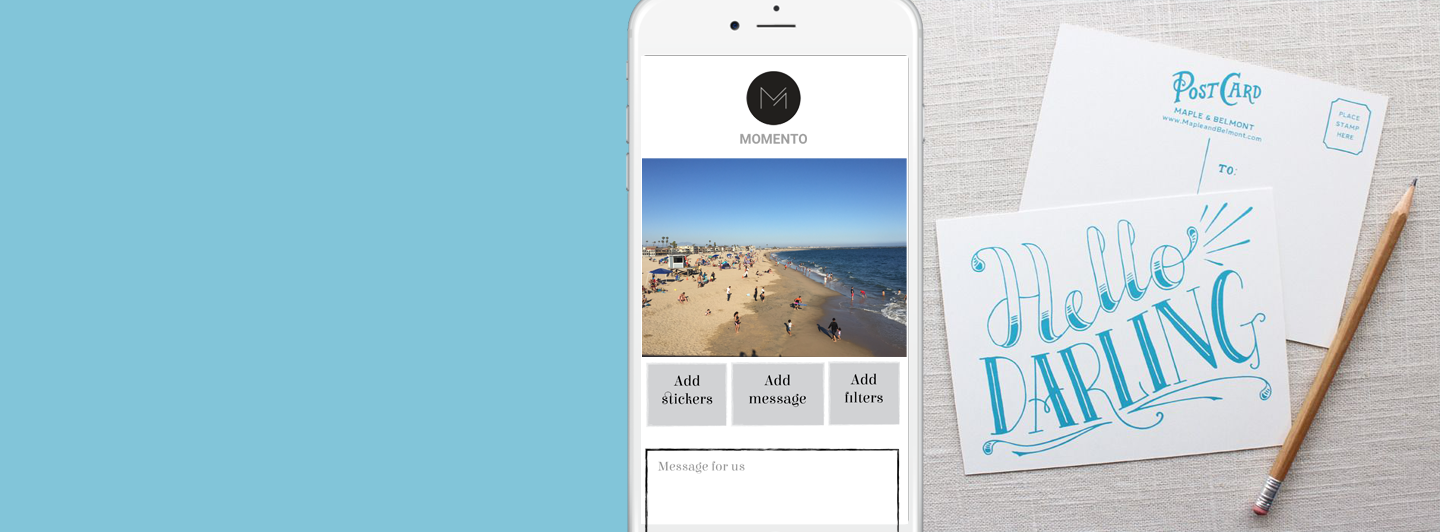 M
MOMENTO
Add
stickers
Add
message
Add
filters
Message for us
PostCard
MAPLE & BELMONT
www.MapleandBelmont.com
PLACE
STAMP
HERE
TO:
Hello
DARLING